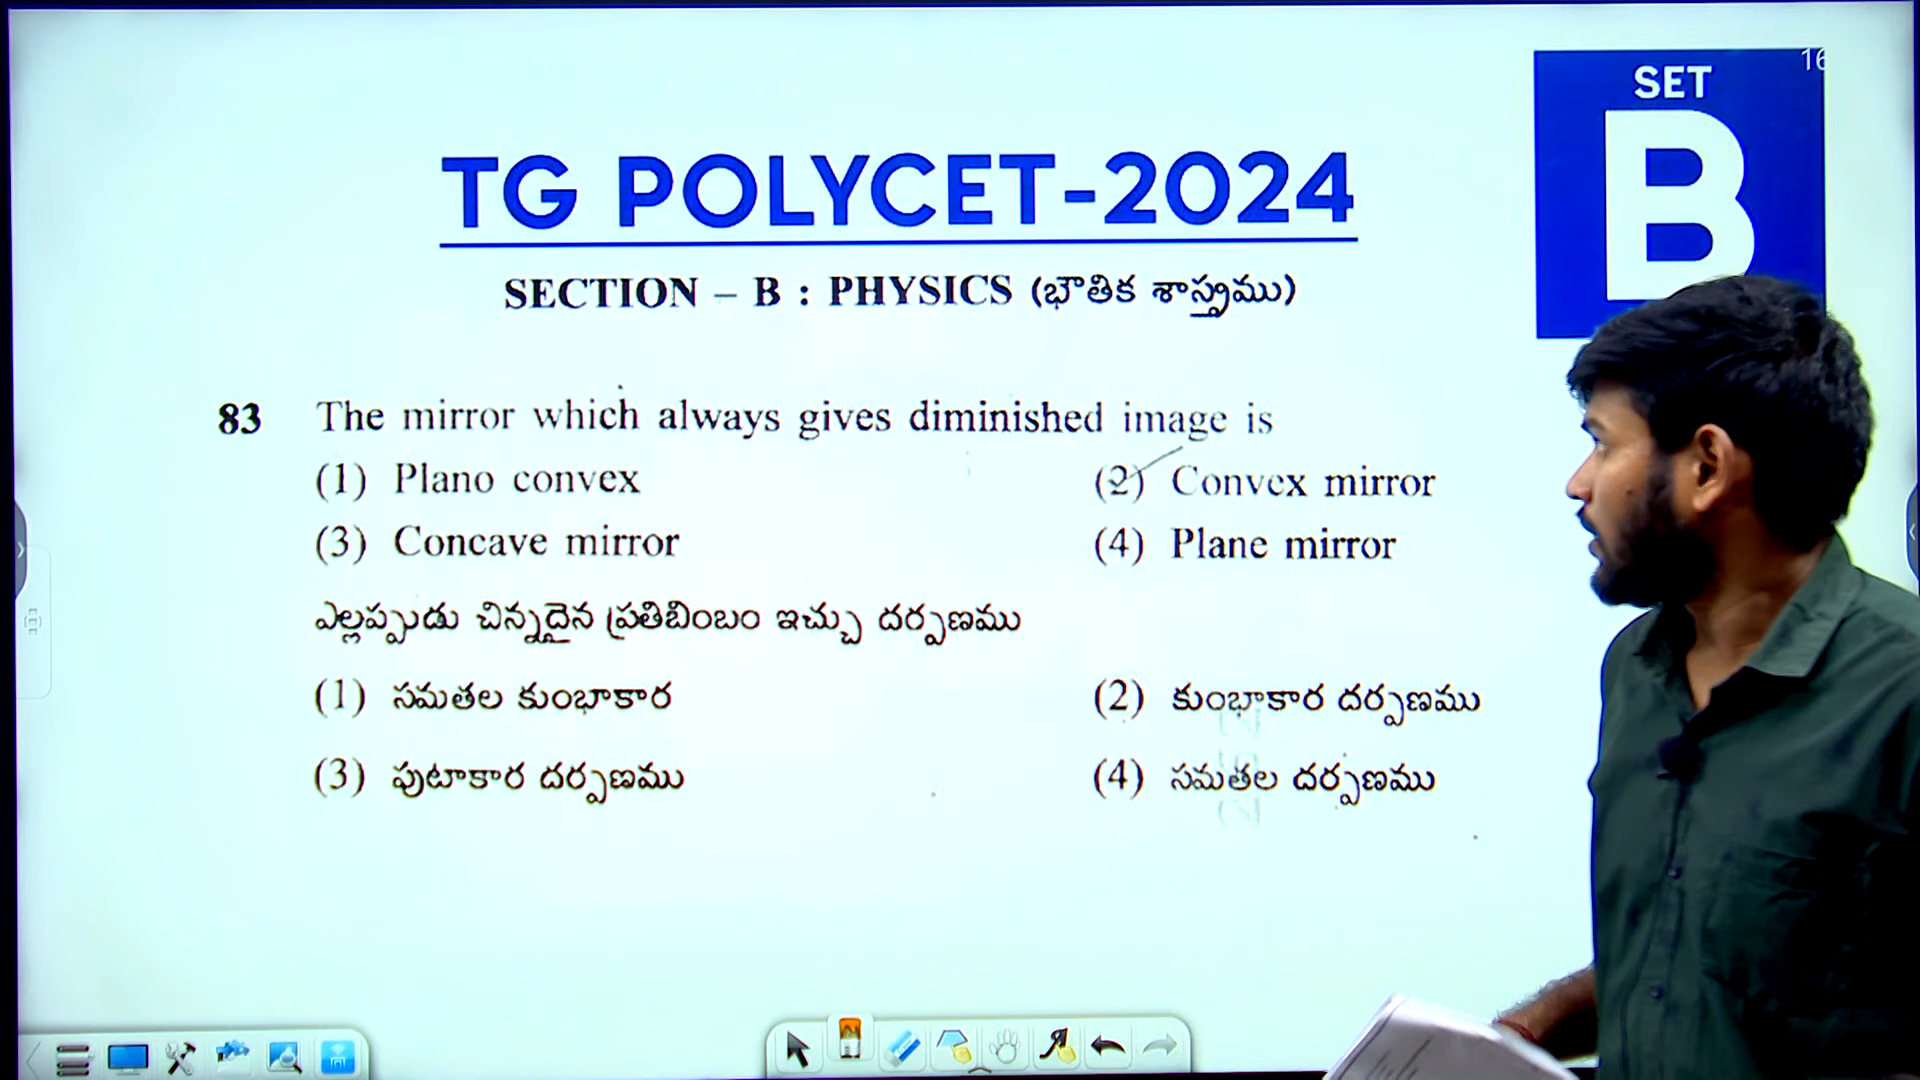 16
SET
B
TG POLYCET-2024
SECTION – B : PHYSICS (భౌతిక శాస్త్రము)
83 The mirror which always gives diminished image is
(1) Plano convex (2) Convex mirror
(3) Concave mirror (4) Plane mirror
ఎల్లప్పుడు చిన్నదైన ప్రతిబింబం ఇచ్చు దర్పణము
(1) సమతల కుంభాకార (2) కుంభాకార దర్పణము
(3) పుటాకార దర్పణము (4) సమతల దర్పణము